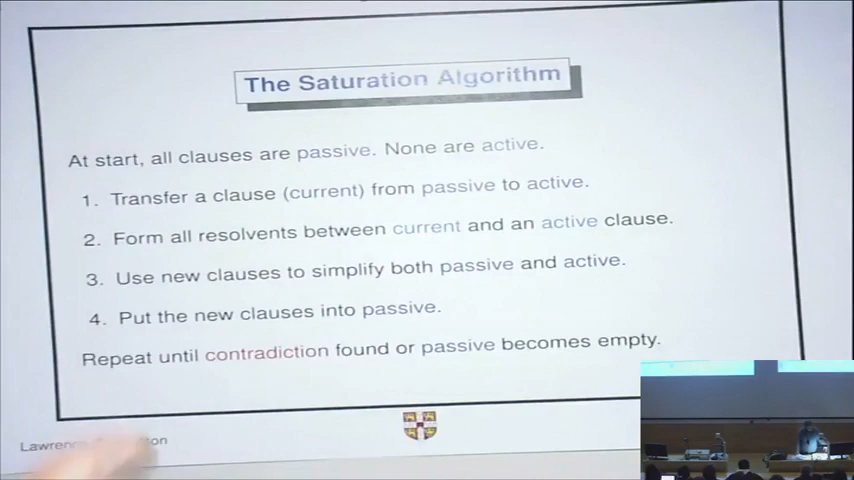 The Saturation Algorithm
At start, all clauses are passive. None are active.
1. Transfer a clause (current) from passive to active.
2. Form all resolvents between current and an active clause.
3. Use new clauses to simplify both passive and active.
4. Put the new clauses into passive.
Repeat until contradiction found or passive becomes empty.